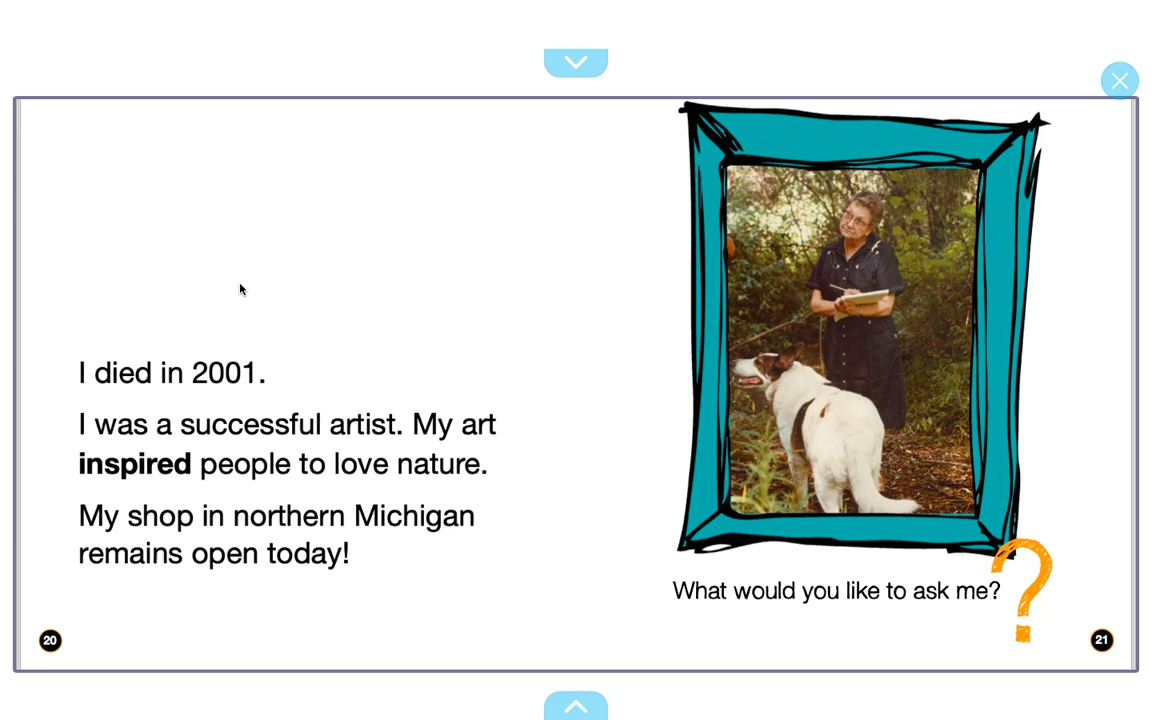 I died in 2001.
I was a successful artist. My art
inspired people to love nature.
My shop in northern Michigan
remains open today!
What would you like to ask me?
?
20
21